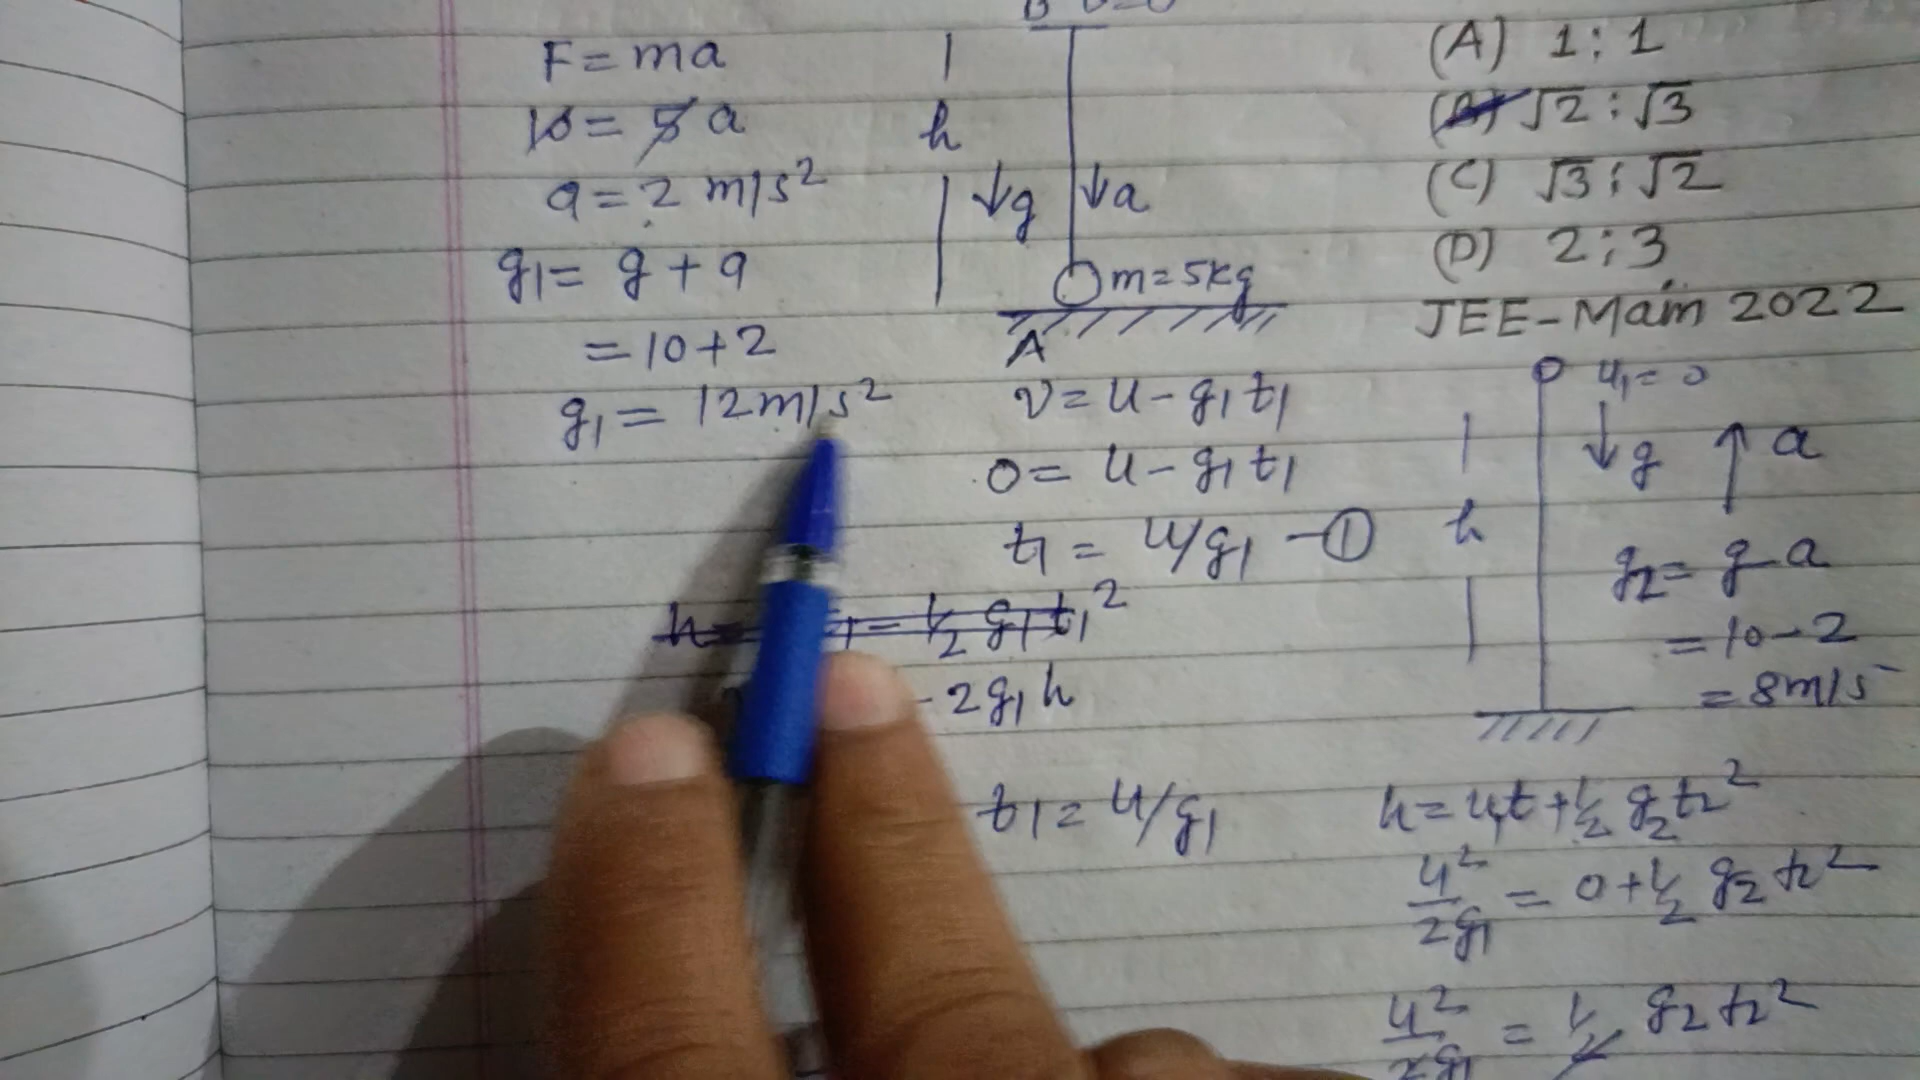 F = ma
10 = 5 a
a = 2 m/s²
g₁ = g + a
= 10 + 2
g₁ = 12 m/s²
h
↓g ↓a
m = 5kg
A
v = u - g₁ t₁
0 = u - g₁ t₁
t₁ = u/g₁ - ①
½ g₁ t₁²
- 2g₁ h
t₁ = u/g₁
(A) 1 : 1
√2 : √3
(C) √3 : √2
(D) 2 : 3
JEE-Main 2022
u₁ = 0
↓g ↑a
h
g₂ = g - a
= 10 - 2
= 8 m/s
h = u₁t + ½ g₂ t₂²
u²/2g₁ = 0 + ½ g₂ t₂²
u²/2g₁ = ½ g₂ t₂²